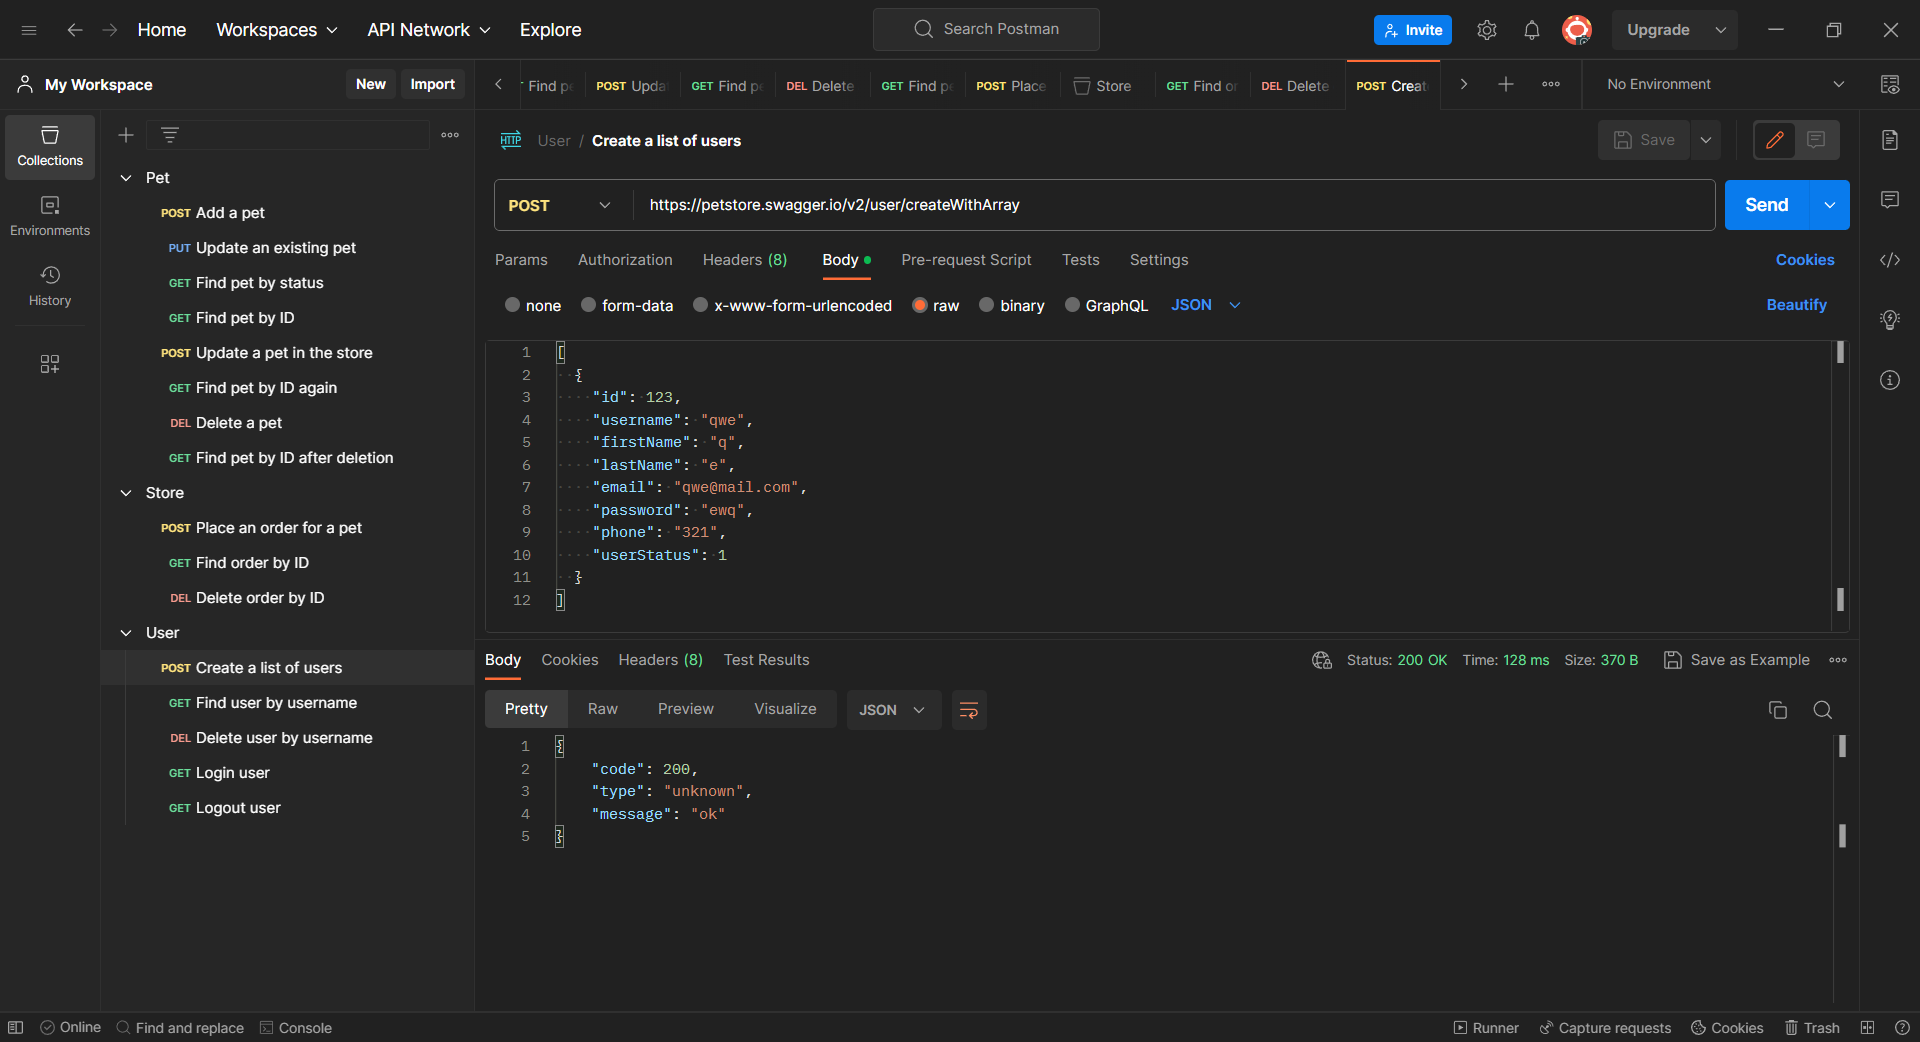 Home Workspaces API Network Explore Search Postman Invite Upgrade
My Workspace New Import
Find pe POST Upda GET Find pe DEL Delete GET Find pe POST Place Store GET Find or DEL Delete POST Creat No Environment
Collections
Environments
History
Pet
POST Add a pet
PUT Update an existing pet
GET Find pet by status
GET Find pet by ID
POST Update a pet in the store
GET Find pet by ID again
DEL Delete a pet
GET Find pet by ID after deletion
Store
POST Place an order for a pet
GET Find order by ID
DEL Delete order by ID
User
POST Create a list of users
GET Find user by username
DEL Delete user by username
GET Login user
GET Logout user
HTTP User / Create a list of users Save
POST https://petstore.swagger.io/v2/user/createWithArray Send
Params Authorization Headers (8) Body Pre-request Script Tests Settings Cookies
none form-data x-www-form-urlencoded raw binary GraphQL JSON Beautify
1 [
2 {
3 "id": 123,
4 "username": "qwe",
5 "firstName": "q",
6 "lastName": "e",
7 "email": "qwe@mail.com",
8 "password": "ewq",
9 "phone": "321",
10 "userStatus": 1
11 }
12 ]
Body Cookies Headers (8) Test Results Status: 200 OK Time: 128 ms Size: 370 B Save as Example
Pretty Raw Preview Visualize JSON
1 {
2 "code": 200,
3 "type": "unknown",
4 "message": "ok"
5 }
Online Find and replace Console Runner Capture requests Cookies Trash